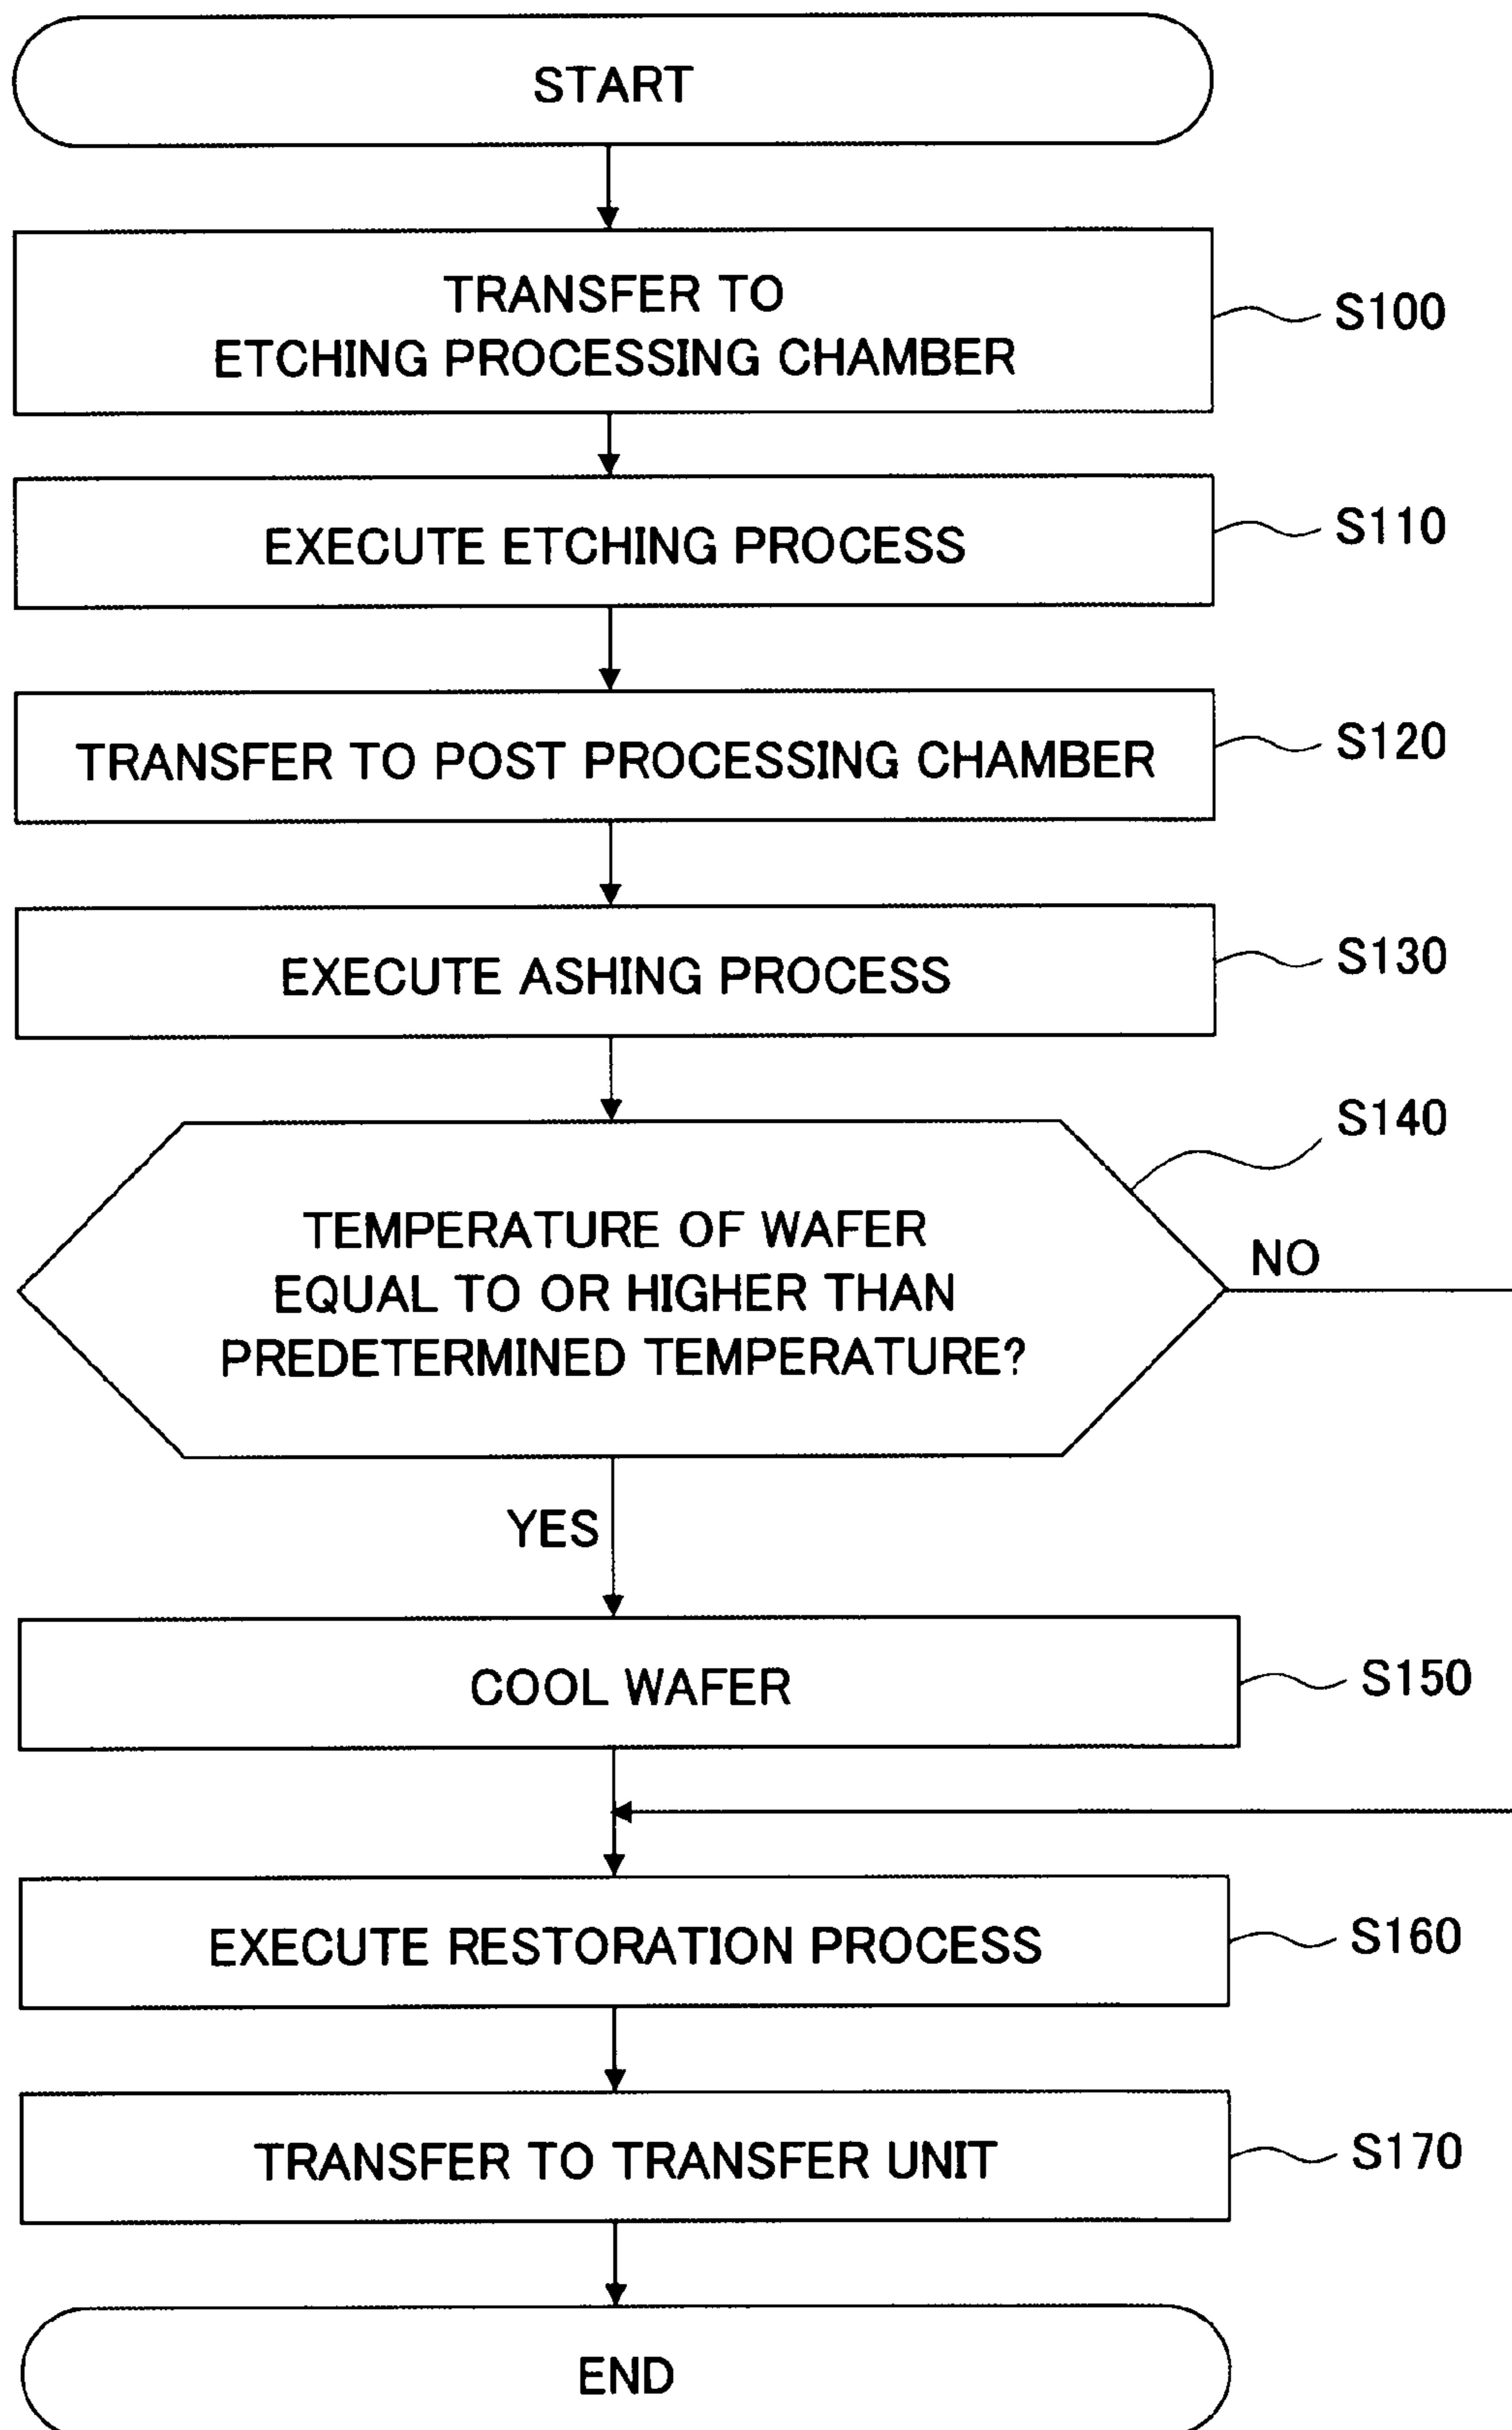 START
TRANSFER TO
ETCHING PROCESSING CHAMBER
S100
EXECUTE ETCHING PROCESS
S110
TRANSFER TO POST PROCESSING CHAMBER
S120
EXECUTE ASHING PROCESS
S130
S140
TEMPERATURE OF WAFER
EQUAL TO OR HIGHER THAN
PREDETERMINED TEMPERATURE?
NO
YES
COOL WAFER
S150
EXECUTE RESTORATION PROCESS
S160
TRANSFER TO TRANSFER UNIT
S170
END